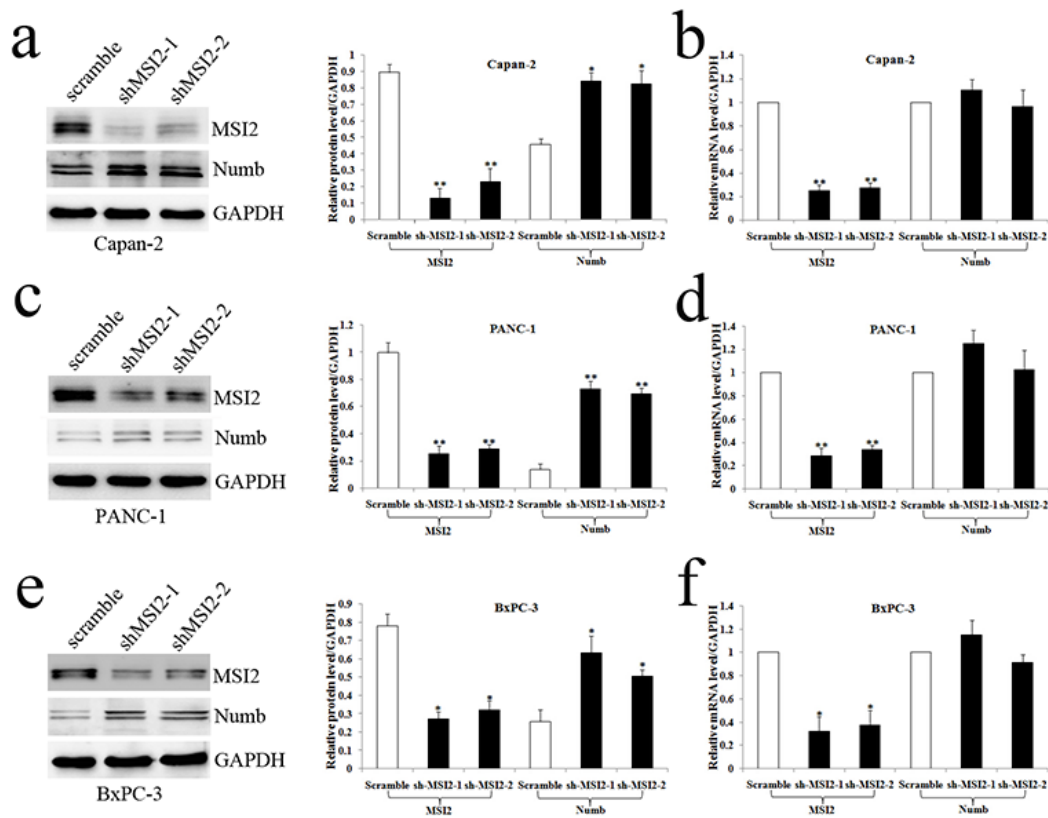 a
scramble
shMSI2-1
shMSI2-2
MSI2
Numb
GAPDH
Capan-2
Capan-2
Relative protein level/GAPDH
1
0.9
0.8
0.7
0.6
0.5
0.4
0.3
0.2
0.1
0
**
**
*
*
Scramble sh-MSI2-1 sh-MSI2-2 Scramble sh-MSI2-1 sh-MSI2-2
MSI2 Numb
b
Capan-2
Relative mRNA level/GAPDH
1.4
1.2
1
0.8
0.6
0.4
0.2
0
**
**
Scramble sh-MSI2-1 sh-MSI2-2 Scramble sh-MSI2-1 sh-MSI2-2
MSI2 Numb
c
scramble
shMSI2-1
shMSI2-2
MSI2
Numb
GAPDH
PANC-1
PANC-1
Relative protein level/GAPDH
1.2
1
0.8
0.6
0.4
0.2
0
**
**
**
**
Scramble sh-MSI2-1 sh-MSI2-2 Scramble sh-MSI2-1 sh-MSI2-2
MSI2 Numb
d
PANC-1
Relative mRNA level/GAPDH
1.4
1.2
1
0.8
0.6
0.4
0.2
0
**
**
Scramble sh-MSI2-1 sh-MSI2-2 Scramble sh-MSI2-1 sh-MSI2-2
MSI2 Numb
e
scramble
shMSI2-1
shMSI2-2
MSI2
Numb
GAPDH
BxPC-3
BxPC-3
Relative protein level/GAPDH
0.9
0.8
0.7
0.6
0.5
0.4
0.3
0.2
0.1
0
*
*
*
*
Scramble sh-MSI2-1 sh-MSI2-2 Scramble sh-MSI2-1 sh-MSI2-2
MSI2 Numb
f
BxPC-3
Relative mRNA level/GAPDH
1.4
1.2
1
0.8
0.6
0.4
0.2
0
*
*
Scramble sh-MSI2-1 sh-MSI2-2 Scramble sh-MSI2-1 sh-MSI2-2
MSI2 Numb